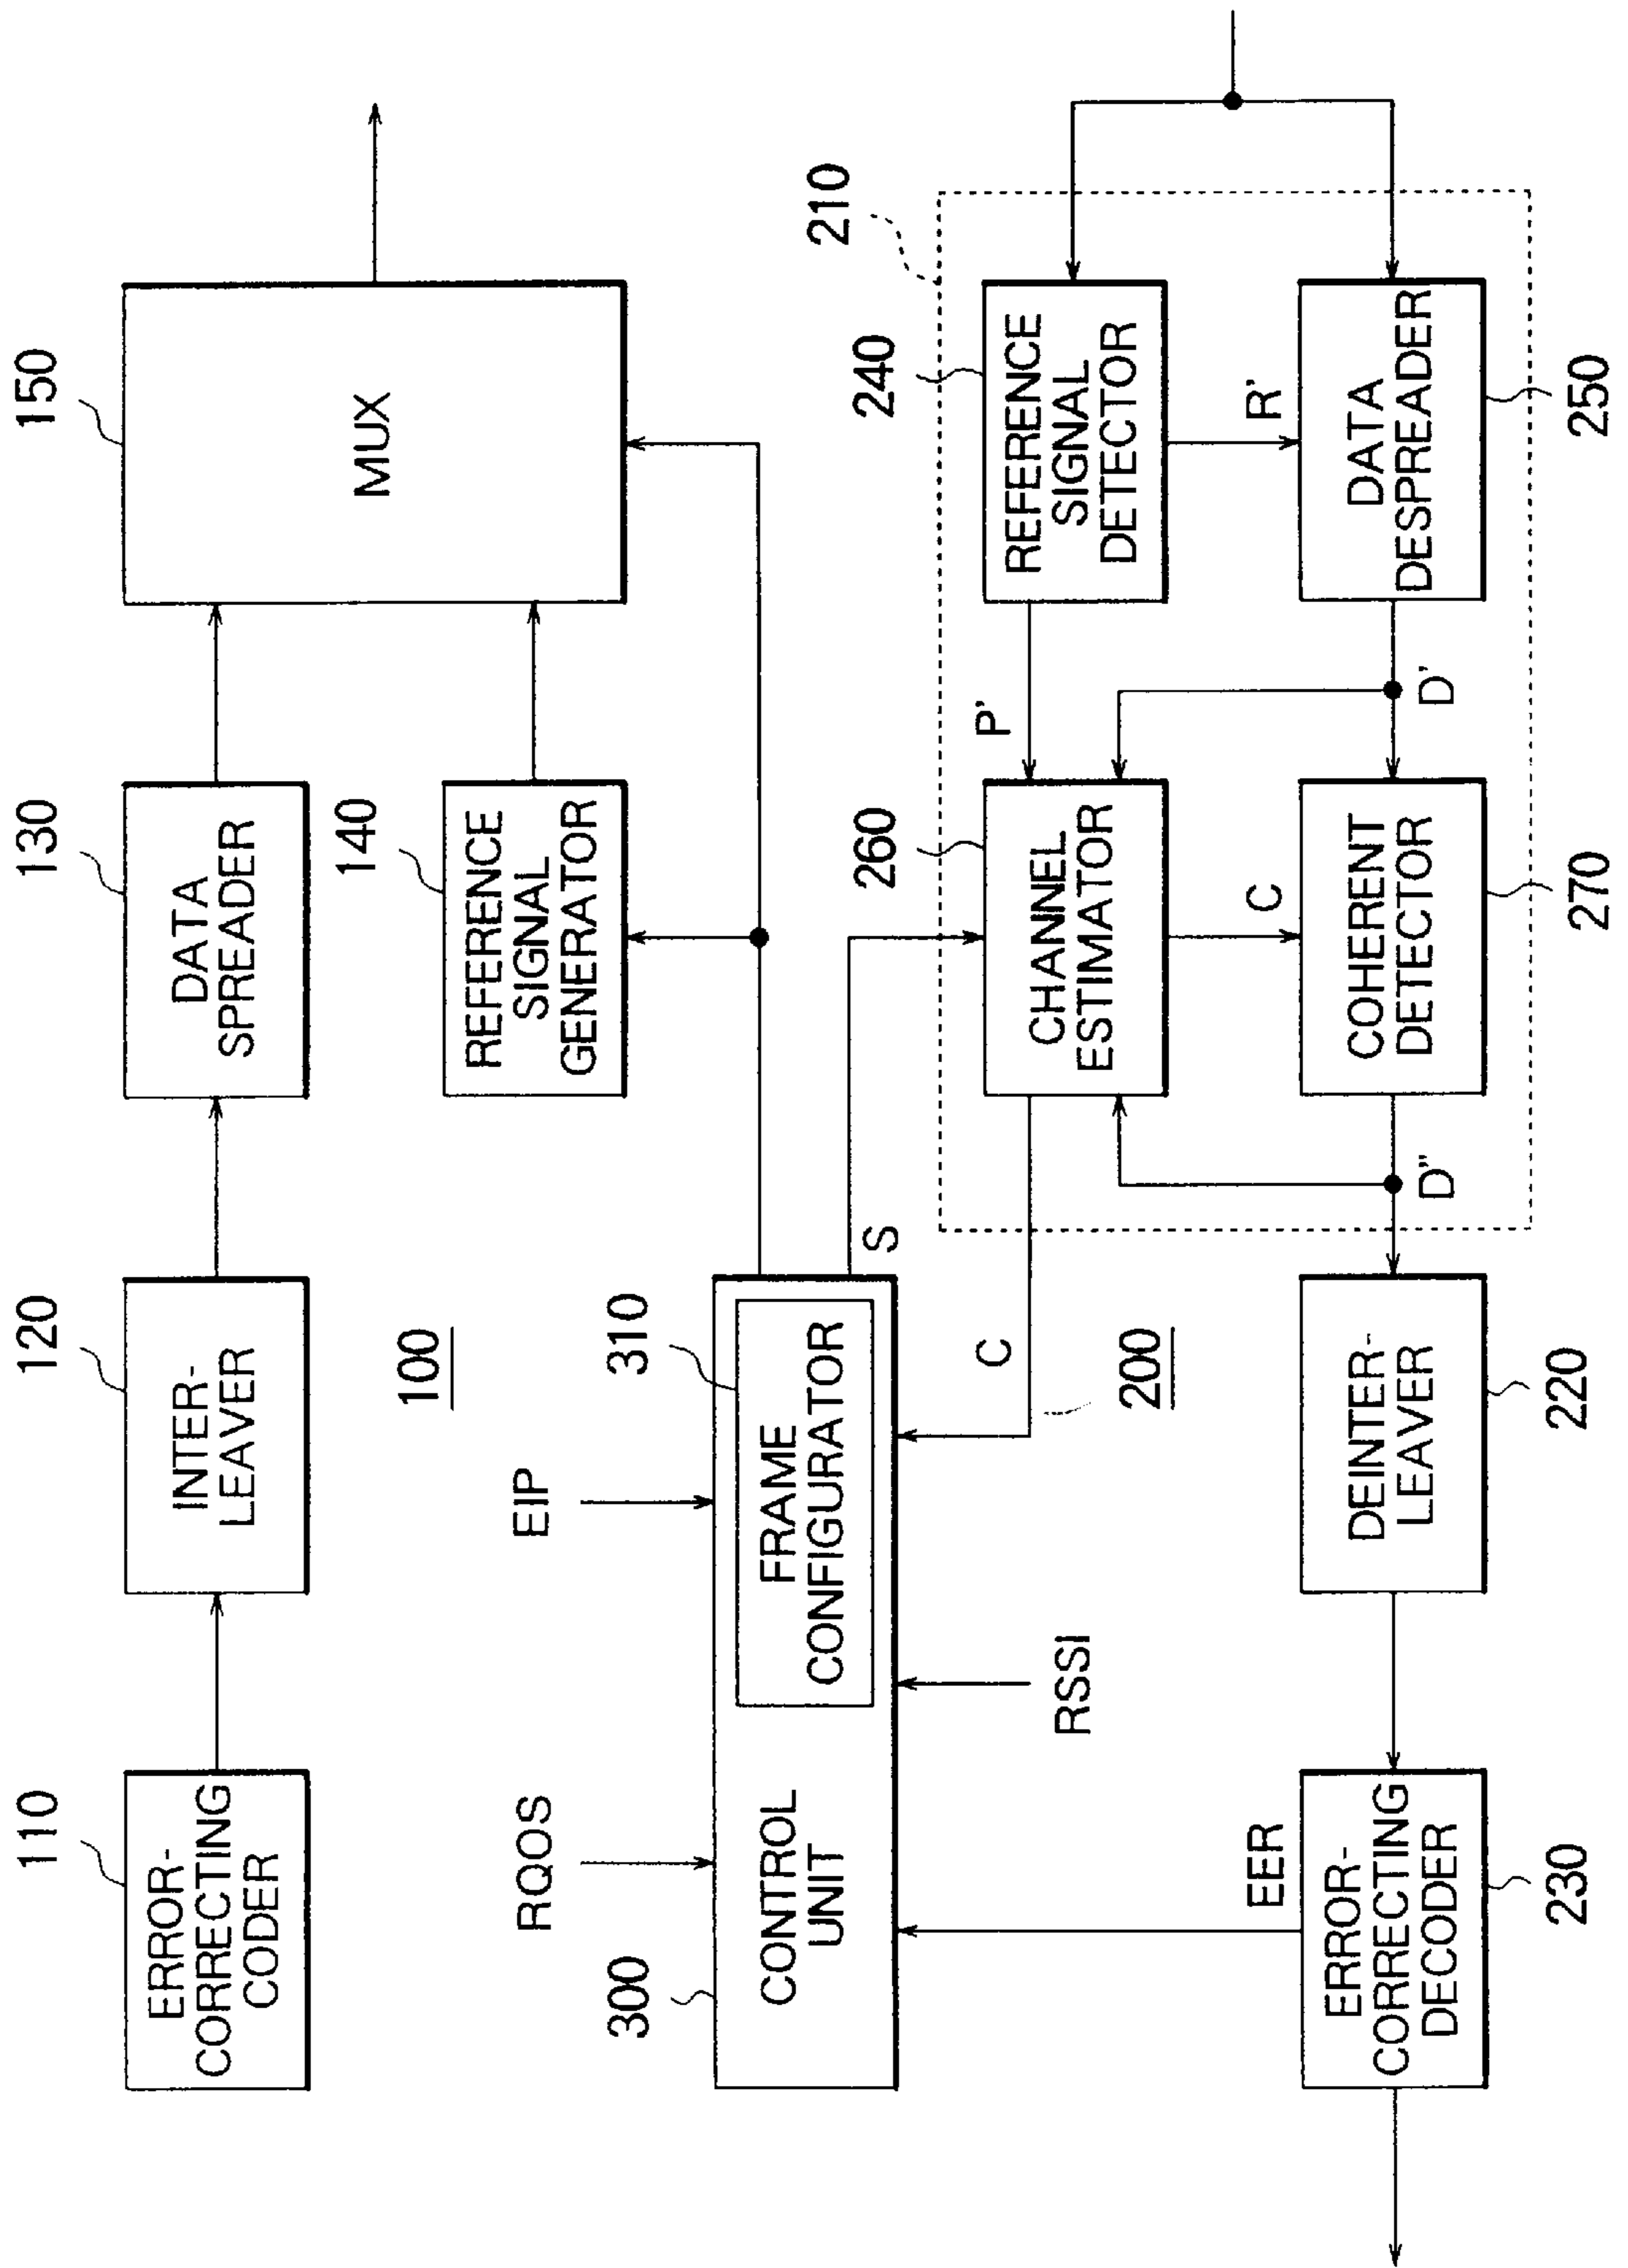 110
ERROR-
CORRECTING
CODER
120
INTER-
LEAVER
130
DATA
SPREADER
150
MUX
140
REFERENCE
SIGNAL
GENERATOR
100
RQOS
EIP
300
CONTROL
UNIT
310
FRAME
CONFIGURATOR
S
C
RSSI
200
210
260
CHANNEL
ESTIMATOR
P'
240
REFERENCE
SIGNAL
DETECTOR
C
R'
EER
ERROR-
CORRECTING
DECODER
230
DEINTER-
LEAVER
220
D"
COHERENT
DETECTOR
270
D'
DATA
DESPREADER
250